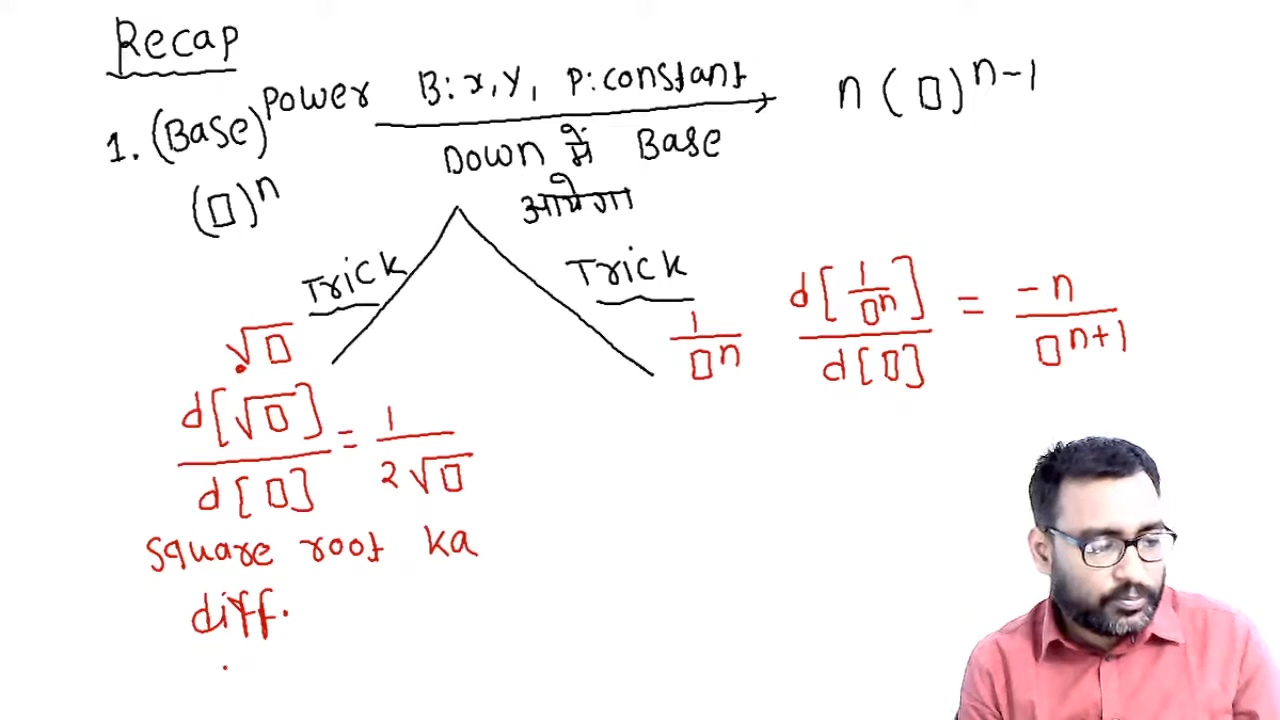 Recap
1. (Base)^Power B: x, y, P: constant n (▯)^n-1
Down में Base
आयेगा
(▯)^n
Trick Trick
√▯
d[√▯] / d[▯] = 1 / 2√▯
1 / ▯^n d[1 / ▯^n] / d[▯] = -n / ▯^n+1
Square root ka
diff.